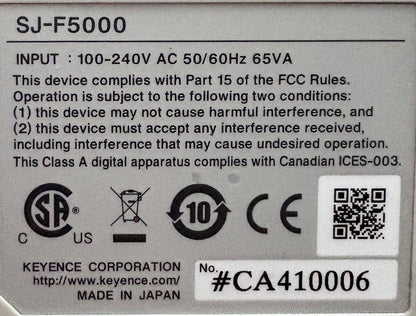 SJ-F5000
INPUT : 100-240V AC 50/60Hz 65VA
This device complies with Part 15 of the FCC Rules.
Operation is subject to the following two conditions:
(1) this device may not cause harmful interference, and
(2) this device must accept any interference received,
including interference that may cause undesired operation.
This Class A digital apparatus complies with Canadian ICES-003.
SA
10
CE
C US
KEYENCE CORPORATION
http://www.keyence.com/
MADE IN JAPAN
No.
#CA410006